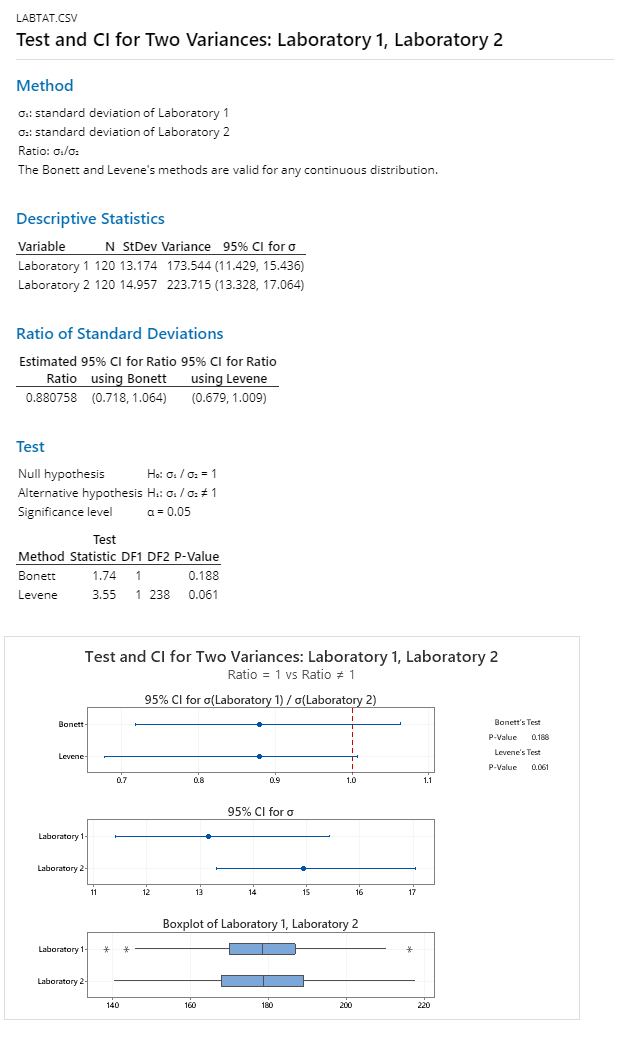 LABTAT.CSV
Test and CI for Two Variances: Laboratory 1, Laboratory 2
Method
σ₁: standard deviation of Laboratory 1
σ₂: standard deviation of Laboratory 2
Ratio: σ₁/σ₂
The Bonett and Levene's methods are valid for any continuous distribution.
Descriptive Statistics
Variable N StDev Variance 95% CI for σ
Laboratory 1 120 13.174 173.544 (11.429, 15.436)
Laboratory 2 120 14.957 223.715 (13.328, 17.064)
Ratio of Standard Deviations
Estimated 95% CI for Ratio 95% CI for Ratio
Ratio using Bonett using Levene
0.880758 (0.718, 1.064) (0.679, 1.009)
Test
Null hypothesis H₀: σ₁ / σ₂ = 1
Alternative hypothesis H₁: σ₁ / σ₂ ≠ 1
Significance level α = 0.05
Test
Method Statistic DF1 DF2 P-Value
Bonett 1.74 1 0.188
Levene 3.55 1 238 0.061
Test and CI for Two Variances: Laboratory 1, Laboratory 2
Ratio = 1 vs Ratio ≠ 1
95% CI for σ(Laboratory 1) / σ(Laboratory 2)
Bonett
Levene
0.7 0.8 0.9 1.0 1.1
Bonett's Test
P-Value 0.188
Levene's Test
P-Value 0.061
95% CI for σ
Laboratory 1
Laboratory 2
11 12 13 14 15 16 17
Boxplot of Laboratory 1, Laboratory 2
Laboratory 1
Laboratory 2
140 160 180 200 220